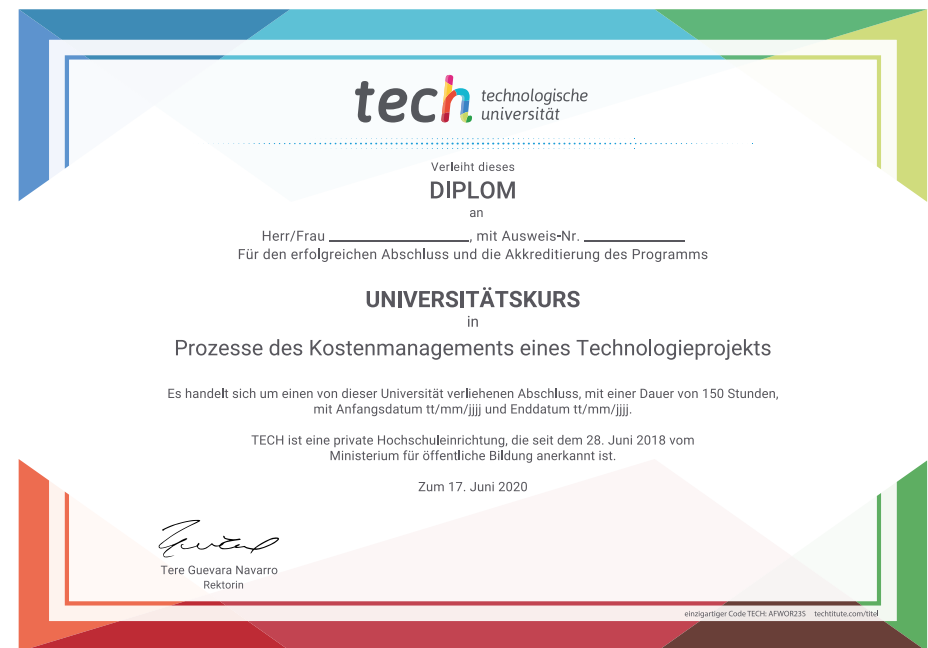 tech technologische
universität
Verleiht dieses
DIPLOM
an
Herr/Frau ____________________, mit Ausweis-Nr. ______________
Für den erfolgreichen Abschluss und die Akkreditierung des Programms
UNIVERSITÄTSKURS
in
Prozesse des Kostenmanagements eines Technologieprojekts
Es handelt sich um einen von dieser Universität verliehenen Abschluss, mit einer Dauer von 150 Stunden,
mit Anfangsdatum tt/mm/jjjj und Enddatum tt/mm/jjjj.
TECH ist eine private Hochschuleinrichtung, die seit dem 28. Juni 2018 vom
Ministerium für öffentliche Bildung anerkannt ist.
Zum 17. Juni 2020
Tere Guevara Navarro
Rektorin
einzigartiger Code TECH: AFWOR23S techtitute.com/titel